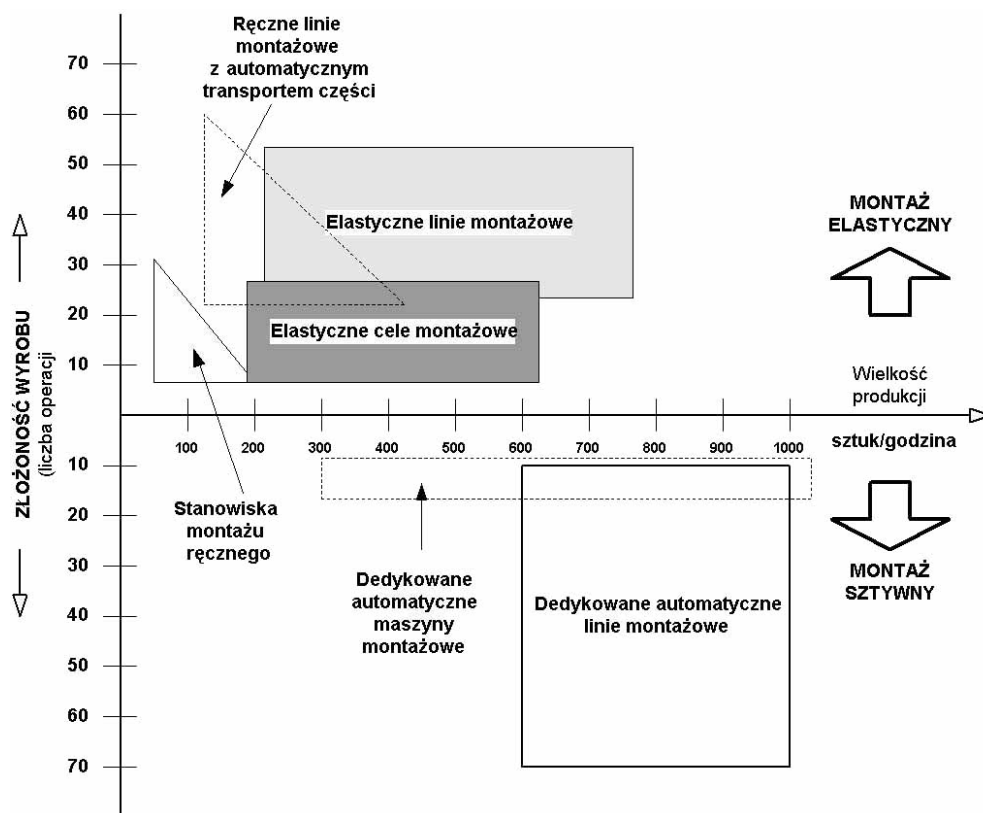 Ręczne linie
montażowe
z automatycznym
transportem części
70
60
50
40
30
20
10
Elastyczne linie montażowe
Elastyczne cele montażowe
MONTAŻ
ELASTYCZNY
ZŁOŻONOŚĆ WYROBU
(liczba operacji)
Wielkość
produkcji
sztuk/godzina
100 200 300 400 500 600 700 800 900 1000
10
20
30
40
50
60
70
Stanowiska
montażu
ręcznego
Dedykowane
automatyczne
maszyny
montażowe
Dedykowane automatyczne
linie montażowe
MONTAŻ
SZTYWNY